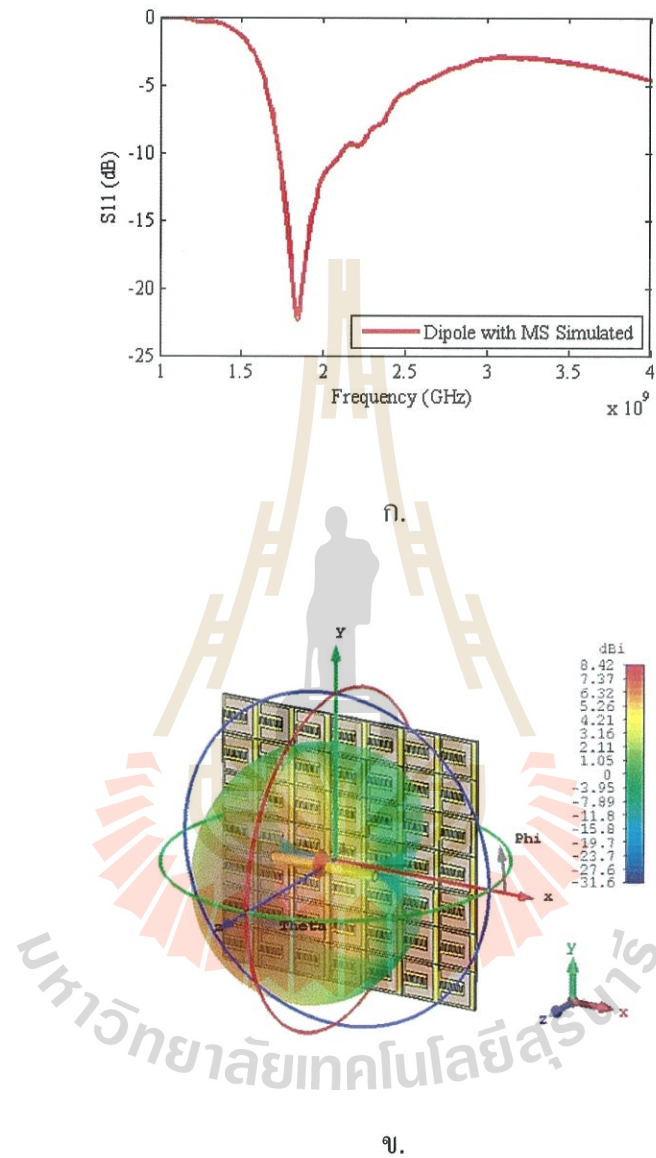 0
-5
-10
-15
-20
-25
S11 (dB)
Dipole with MS Simulated
1 1.5 2 2.5 3 3.5 4
Frequency (GHz)
x 10⁹
ก.
Y
dBi
8.42
7.37
6.32
5.26
4.21
3.16
2.11
1.05
0
-3.95
-7.89
-11.8
-15.8
-19.7
-23.7
-27.6
-31.6
Phi
x
z
Theta
y
z
x
มหาวิทยาลัยเทคโนโลยีสุรนารี
ข.